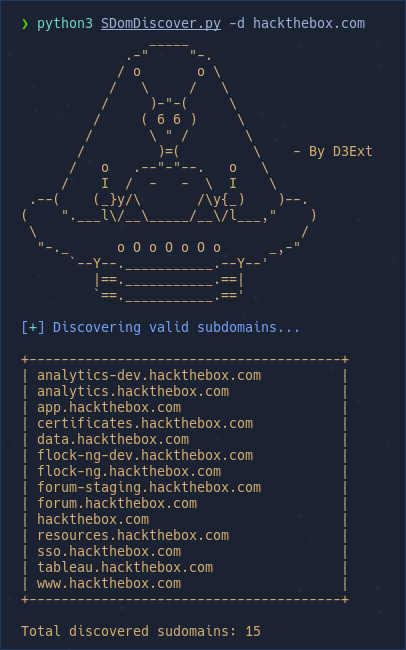 ❯ python3 SDomDiscover.py -d hackthebox.com
- By D3Ext
[+] Discovering valid subdomains...
analytics-dev.hackthebox.com
analytics.hackthebox.com
app.hackthebox.com
certificates.hackthebox.com
data.hackthebox.com
flock-ng-dev.hackthebox.com
flock-ng.hackthebox.com
forum-staging.hackthebox.com
forum.hackthebox.com
hackthebox.com
resources.hackthebox.com
sso.hackthebox.com
tableau.hackthebox.com
www.hackthebox.com
Total discovered sudomains: 15